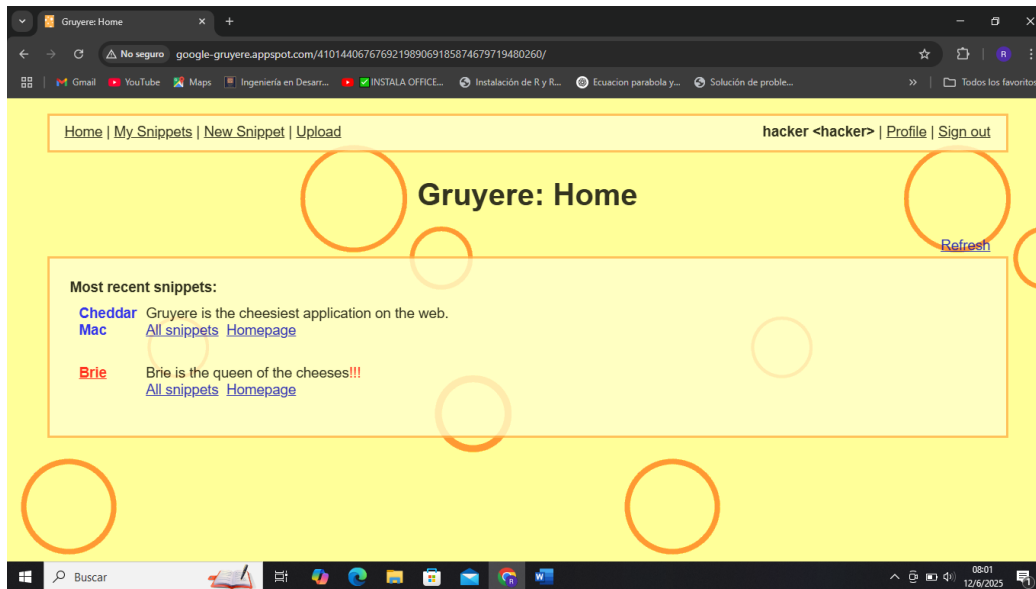 Gruyere: Home
No seguro google-gruyere.appspot.com/410144067676921989069185874679719480260/
R
Gmail YouTube Maps Ingeniería en Desarr... INSTALA OFFICE... Instalación de R y R... Ecuacion parabola y... Solución de proble... » Todos los favoritos
Home | My Snippets | New Snippet | Upload hacker <hacker> | Profile | Sign out
Gruyere: Home
Refresh
Most recent snippets:
Cheddar Gruyere is the cheesiest application on the web.
Mac All snippets Homepage
Brie Brie is the queen of the cheeses!!!
All snippets Homepage
Buscar 08:01
12/6/2025